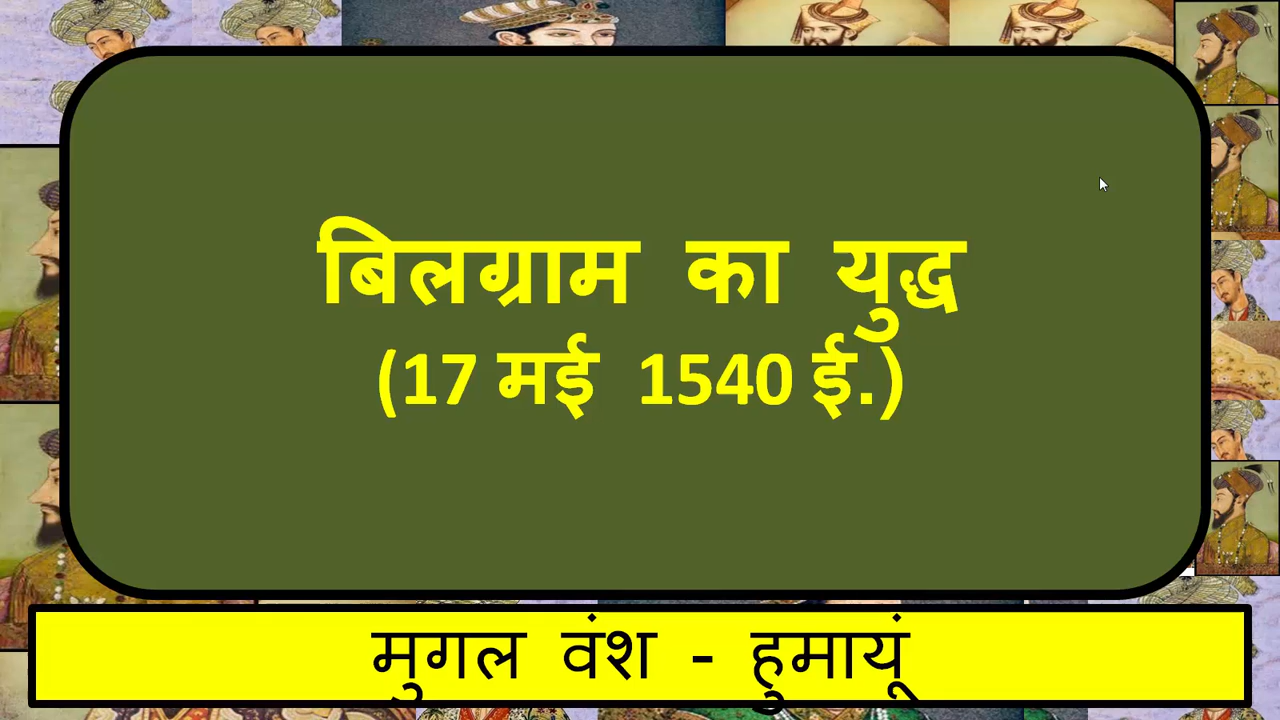 बिलग्राम का युद्ध
(17 मई 1540 ई.)
मुगल वंश - हुमायूं